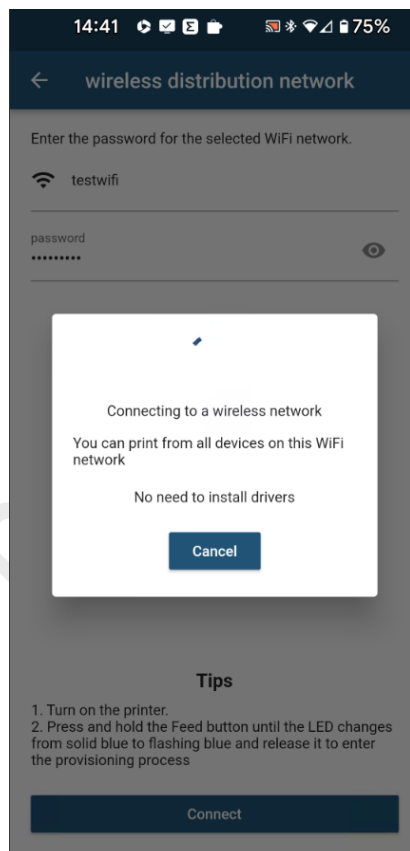 14:41 75%
wireless distribution network
Enter the password for the selected WiFi network.
testwifi
password
•••••••••
Connecting to a wireless network
You can print from all devices on this WiFi
network
No need to install drivers
Cancel
Tips
1. Turn on the printer.
2. Press and hold the Feed button until the LED changes
from solid blue to flashing blue and release it to enter
the provisioning process
Connect